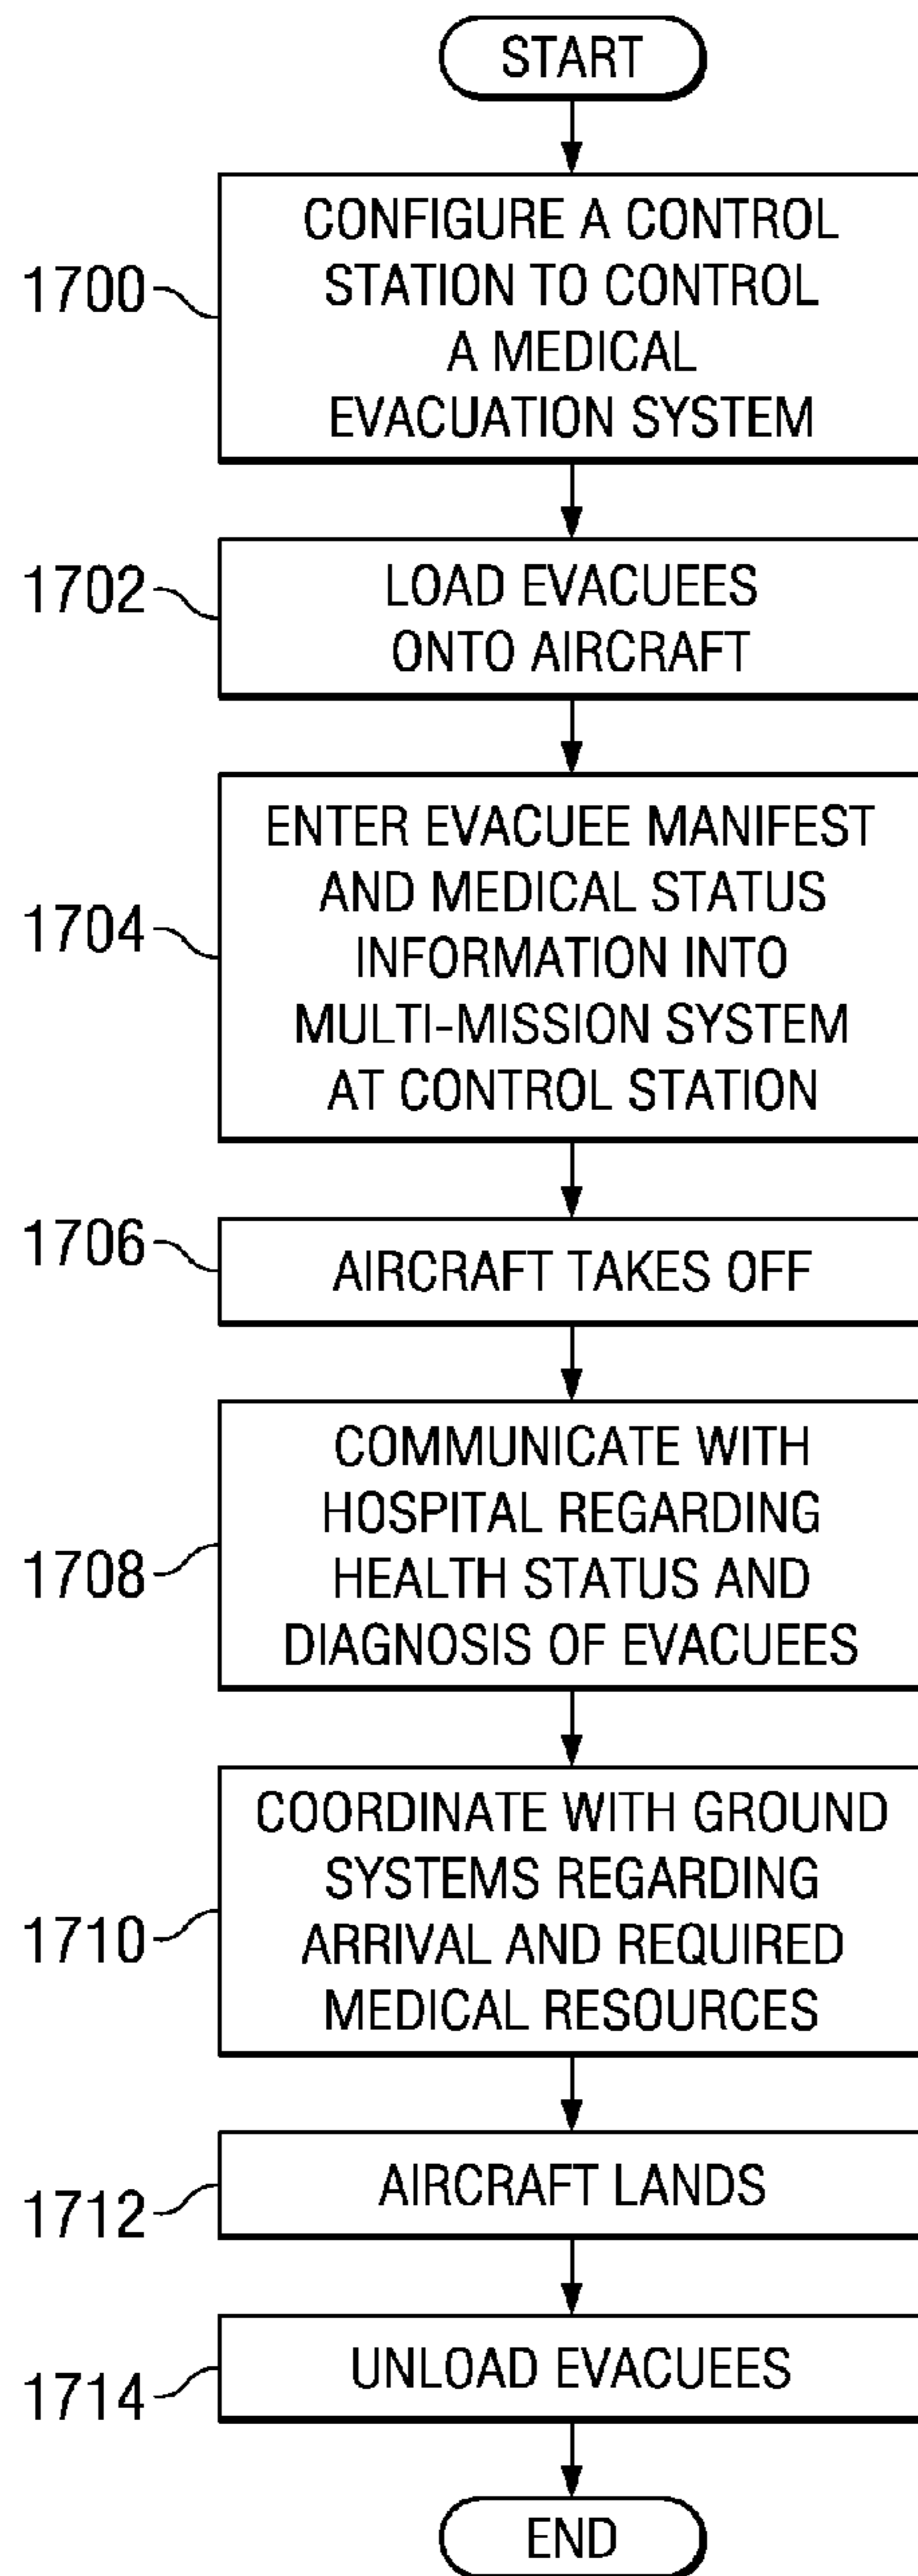 START
1700
CONFIGURE A CONTROL
STATION TO CONTROL
A MEDICAL
EVACUATION SYSTEM
1702
LOAD EVACUEES
ONTO AIRCRAFT
1704
ENTER EVACUEE MANIFEST
AND MEDICAL STATUS
INFORMATION INTO
MULTI-MISSION SYSTEM
AT CONTROL STATION
1706
AIRCRAFT TAKES OFF
1708
COMMUNICATE WITH
HOSPITAL REGARDING
HEALTH STATUS AND
DIAGNOSIS OF EVACUEES
1710
COORDINATE WITH GROUND
SYSTEMS REGARDING
ARRIVAL AND REQUIRED
MEDICAL RESOURCES
1712
AIRCRAFT LANDS
1714
UNLOAD EVACUEES
END